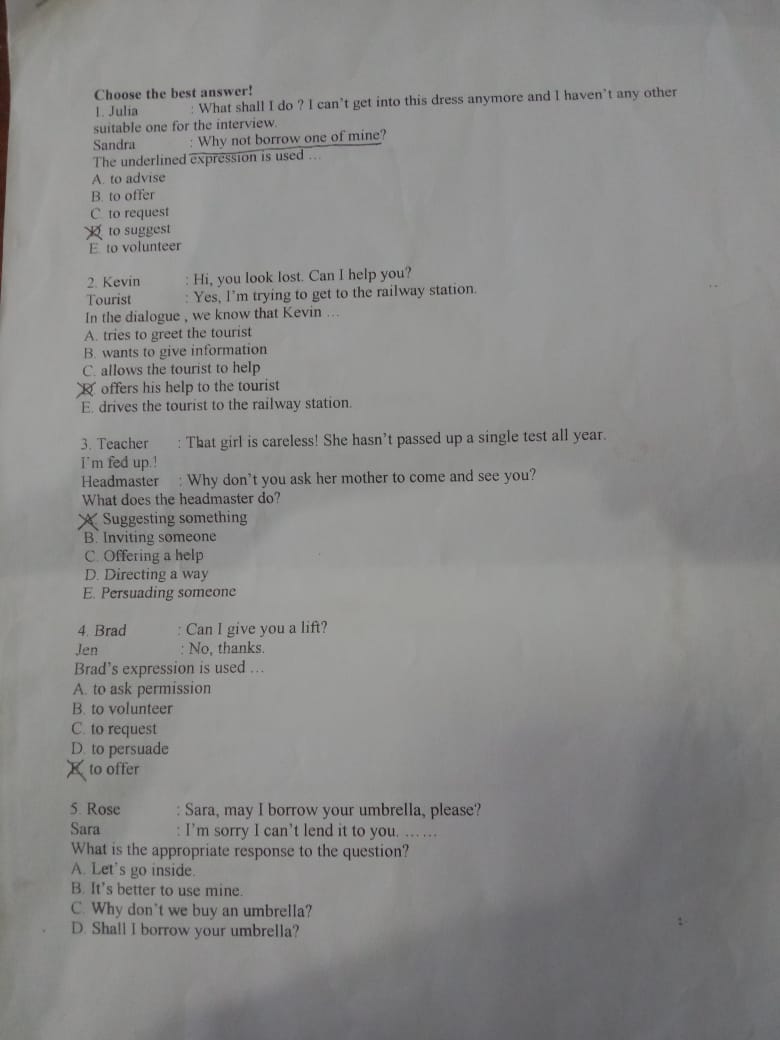 Choose the best answer!
1. Julia : What shall I do ? I can't get into this dress anymore and I haven't any other
suitable one for the interview.
Sandra : Why not borrow one of mine?
The underlined expression is used ...
A. to advise
B. to offer
C. to request
D. to suggest
E. to volunteer
2. Kevin : Hi, you look lost. Can I help you?
Tourist : Yes, I'm trying to get to the railway station.
In the dialogue , we know that Kevin ...
A. tries to greet the tourist
B. wants to give information
C. allows the tourist to help
D. offers his help to the tourist
E. drives the tourist to the railway station.
3. Teacher : That girl is careless! She hasn't passed up a single test all year.
I'm fed up.!
Headmaster : Why don't you ask her mother to come and see you?
What does the headmaster do?
A. Suggesting something
B. Inviting someone
C. Offering a help
D. Directing a way
E. Persuading someone
4. Brad : Can I give you a lift?
Jen : No, thanks.
Brad's expression is used ...
A. to ask permission
B. to volunteer
C. to request
D. to persuade
E. to offer
5. Rose : Sara, may I borrow your umbrella, please?
Sara : I'm sorry I can't lend it to you. ... ...
What is the appropriate response to the question?
A. Let's go inside.
B. It's better to use mine.
C. Why don't we buy an umbrella?
D. Shall I borrow your umbrella?